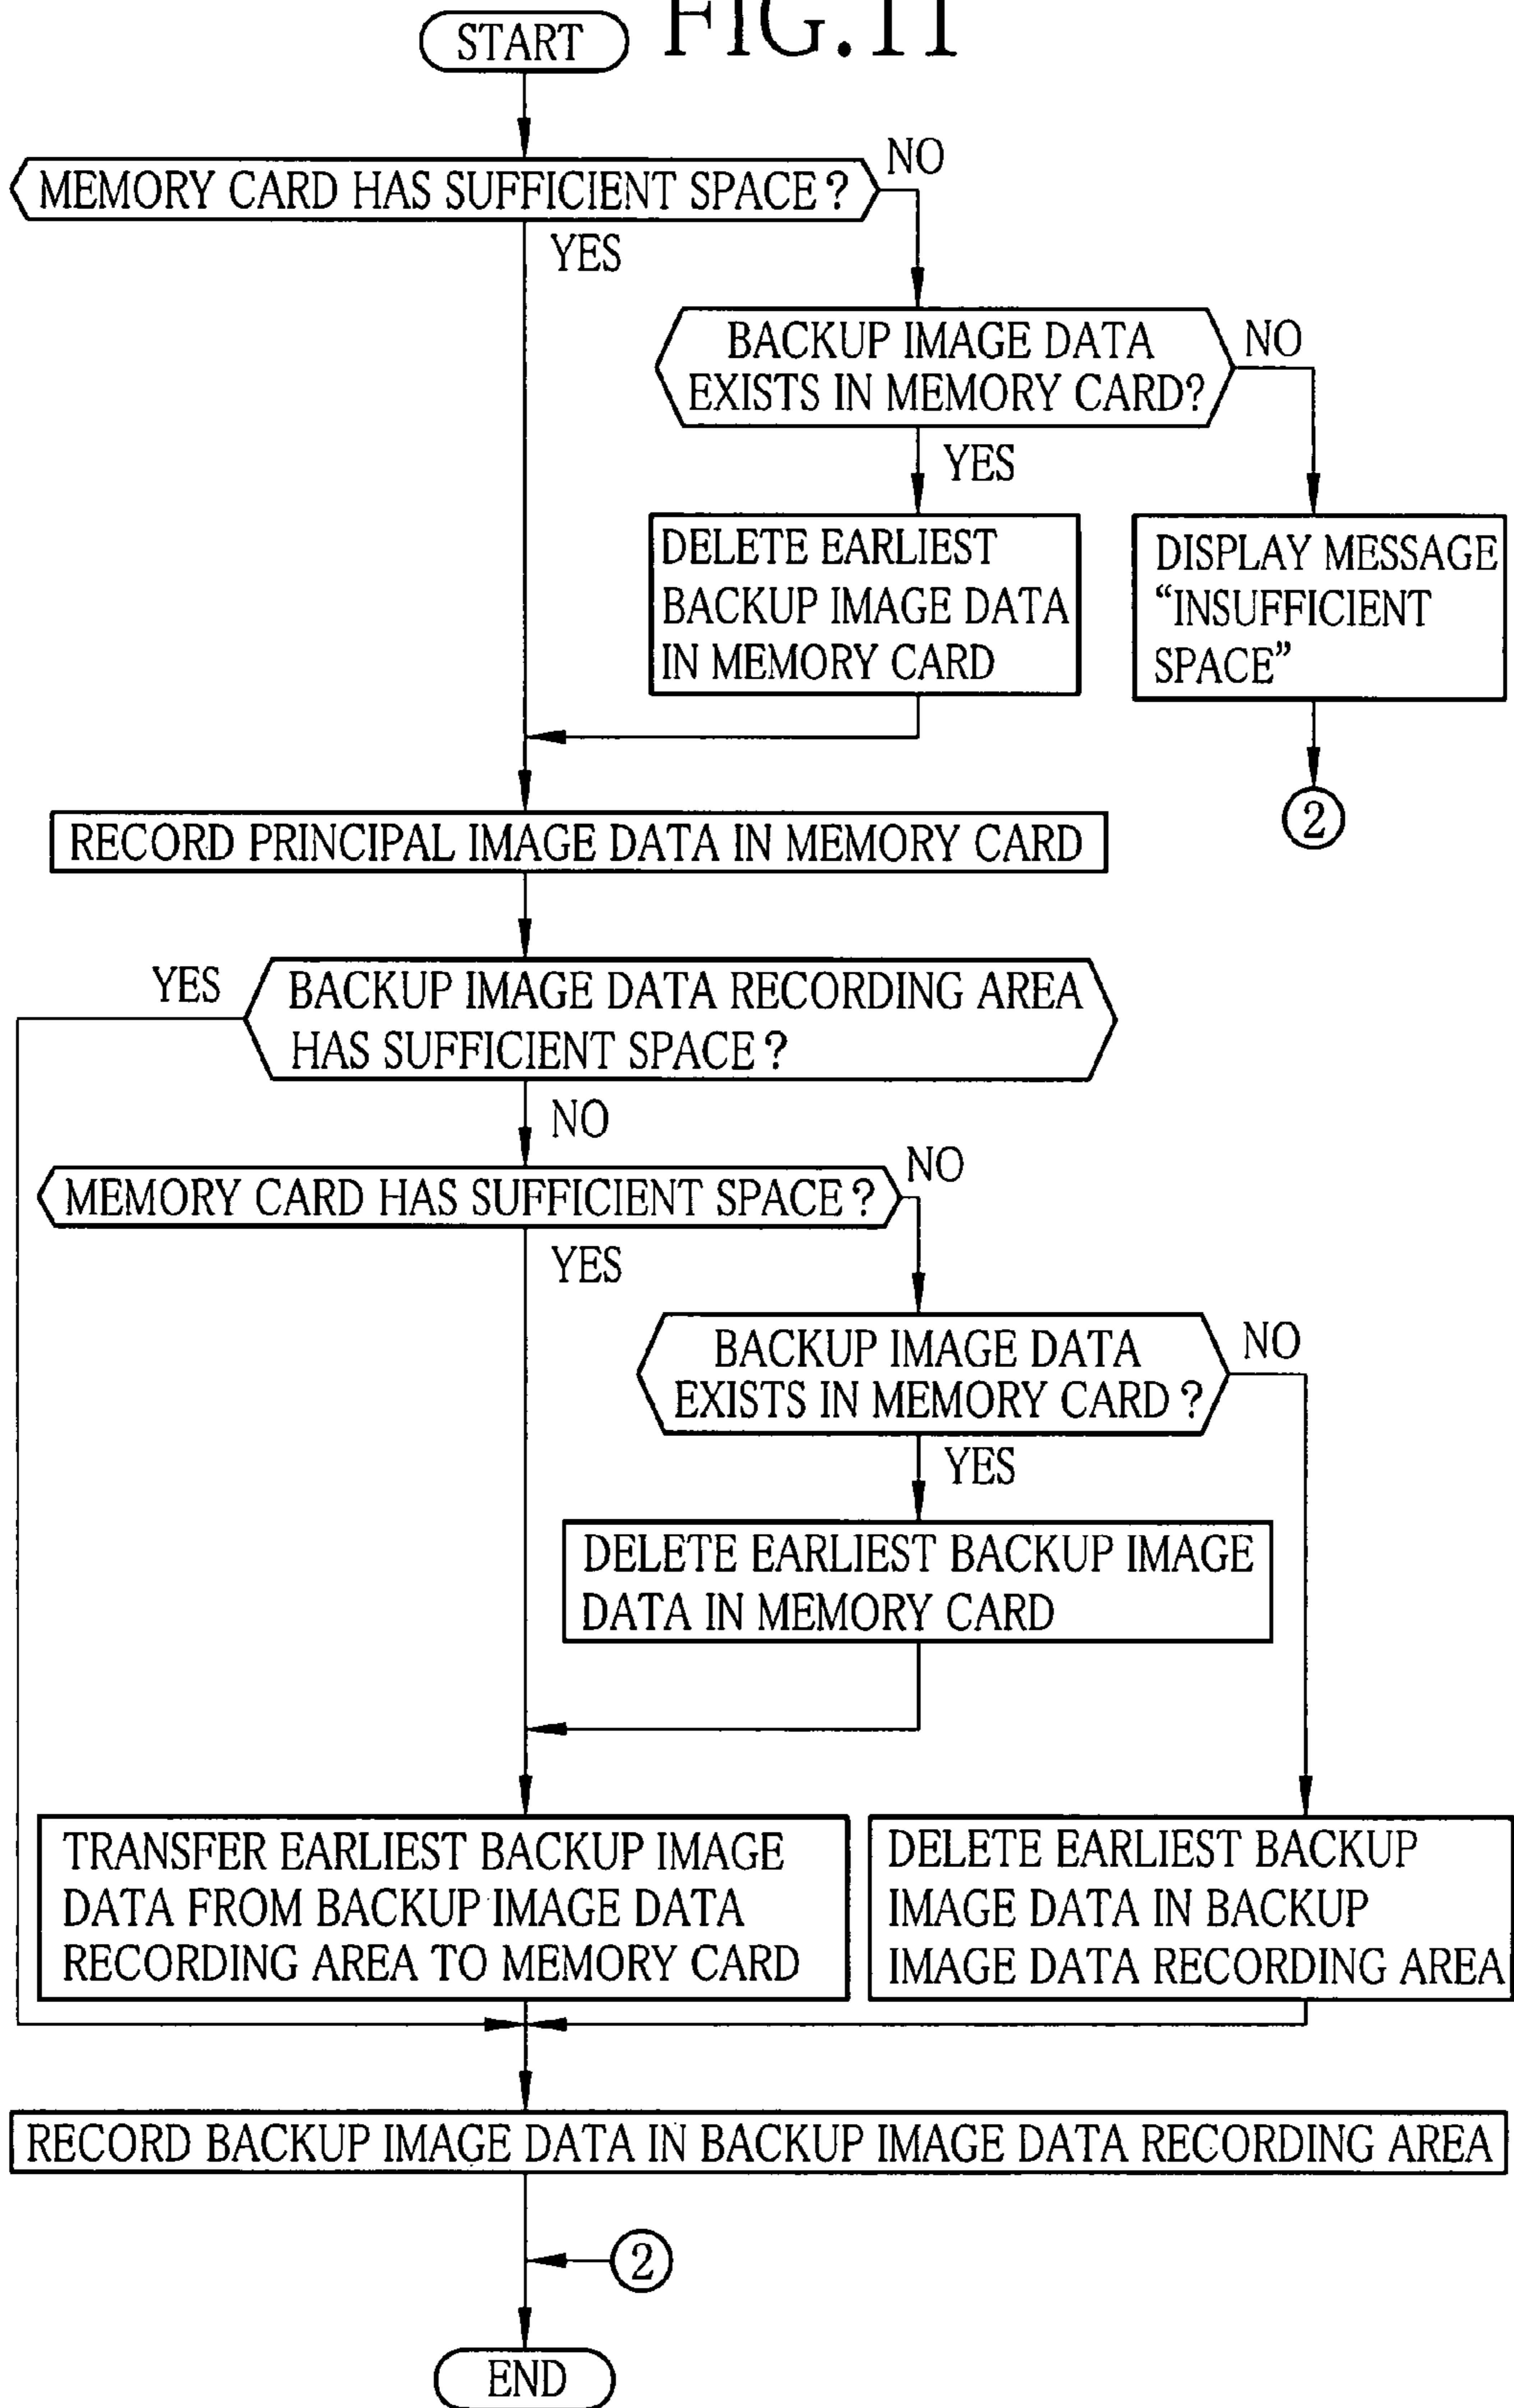 FIG.11
START
MEMORY CARD HAS SUFFICIENT SPACE?
NO
YES
BACKUP IMAGE DATA
EXISTS IN MEMORY CARD?
NO
YES
DELETE EARLIEST
BACKUP IMAGE DATA
IN MEMORY CARD
DISPLAY MESSAGE
“INSUFFICIENT
SPACE”
2
RECORD PRINCIPAL IMAGE DATA IN MEMORY CARD
YES
BACKUP IMAGE DATA RECORDING AREA
HAS SUFFICIENT SPACE?
NO
MEMORY CARD HAS SUFFICIENT SPACE?
NO
YES
BACKUP IMAGE DATA
EXISTS IN MEMORY CARD?
NO
YES
DELETE EARLIEST BACKUP IMAGE
DATA IN MEMORY CARD
TRANSFER EARLIEST BACKUP IMAGE
DATA FROM BACKUP IMAGE DATA
RECORDING AREA TO MEMORY CARD
DELETE EARLIEST BACKUP
IMAGE DATA IN BACKUP
IMAGE DATA RECORDING AREA
RECORD BACKUP IMAGE DATA IN BACKUP IMAGE DATA RECORDING AREA
2
END